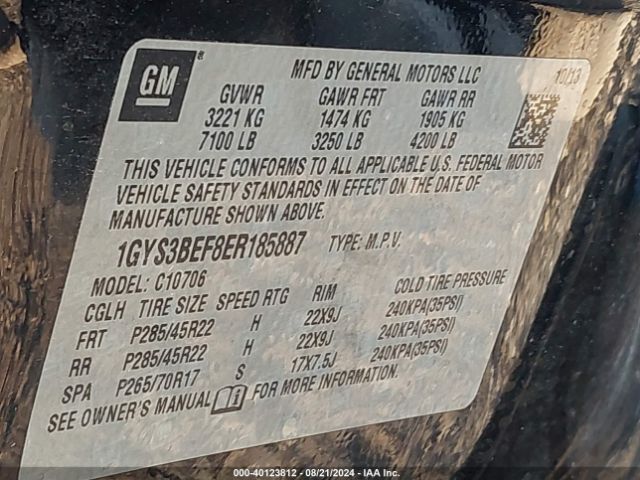 GM ® MFD BY GENERAL MOTORS LLC 10/13
GVWR GAWR FRT GAWR RR
3221 KG 1474 KG 1905 KG
7100 LB 3250 LB 4200 LB
THIS VEHICLE CONFORMS TO ALL APPLICABLE U.S. FEDERAL MOTOR
VEHICLE SAFETY STANDARDS IN EFFECT ON THE DATE OF
MANUFACTURE SHOWN ABOVE.
1GYS3BEF8ER185887 TYPE: M.P.V.
MODEL: C10706
CGLH TIRE SIZE SPEED RTG RIM COLD TIRE PRESSURE
FRT P285/45R22 H 22X9J 240KPA(35PSI)
RR P285/45R22 H 22X9J 240KPA(35PSI)
SPA P265/70R17 S 17X7.5J 240KPA(35PSI)
SEE OWNER'S MANUAL FOR MORE INFORMATION.
000-40123812 - 08/21/2024 - IAA Inc.